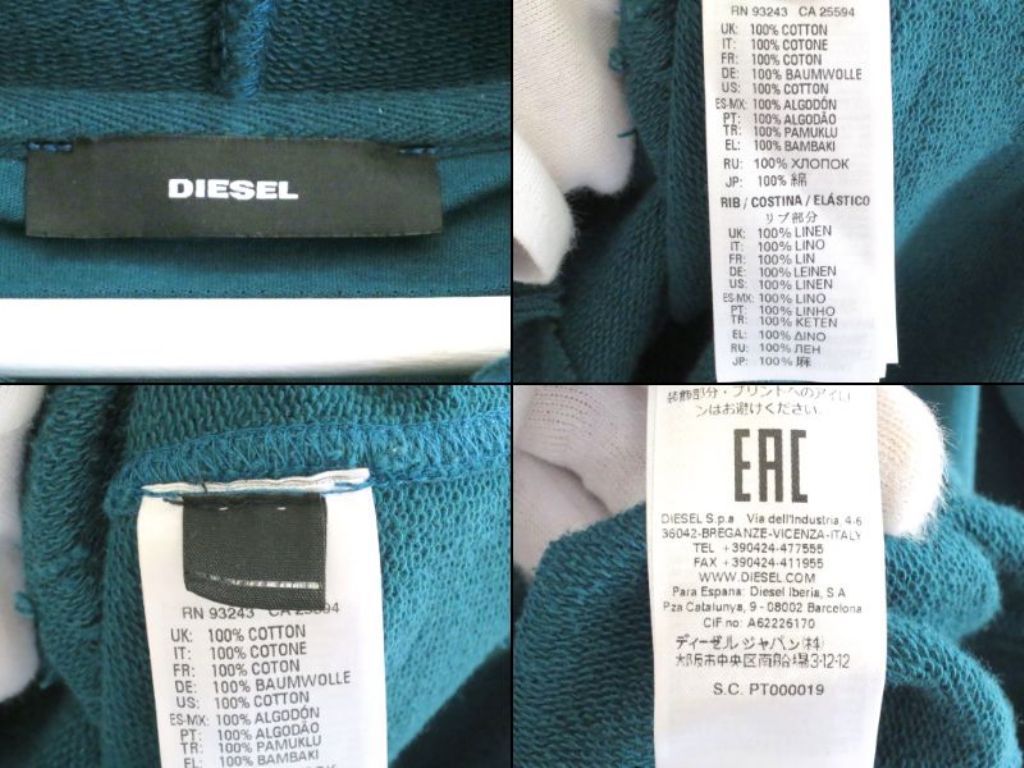 DIESEL
RN 93243 CA 25594
UK: 100% COTTON
IT: 100% COTONE
FR: 100% COTON
DE: 100% BAUMWOLLE
US: 100% COTTON
ES-MX: 100% ALGODÓN
PT: 100% ALGODÃO
TR: 100% PAMUKLU
EL: 100% BAMBAKI
RU: 100% ХЛОПОК
JP: 100% 綿
RIB / COSTINA / ELÁSTICO
リブ部分
UK: 100% LINEN
IT: 100% LINO
FR: 100% LIN
DE: 100% LEINEN
US: 100% LINEN
ES-MX: 100% LINO
PT: 100% LINHO
TR: 100% KETEN
EL: 100% ΛINO
RU: 100% ЛЕН
JP: 100% 麻
RN 93243 CA 25594
UK: 100% COTTON
IT: 100% COTONE
FR: 100% COTON
DE: 100% BAUMWOLLE
US: 100% COTTON
ES-MX: 100% ALGODÓN
PT: 100% ALGODÃO
TR: 100% PAMUKLU
EL: 100% BAMBAKI
装飾部分・プリントへのアイロ
ンはお避けください.
EAC
DIESEL S.p.a Via dell'Industria, 4-6
36042-BREGANZE-VICENZA-ITALY
TEL +390424-477555
FAX +390424-411955
WWW.DIESEL.COM
Para Espana: Diesel Iberia, S.A
Pza Catalunya, 9 - 08002 Barcelona
CIF no: A62226170
ディーゼル ジャパン(株)
大阪市中央区南船場3-12-12
S.C. PT000019